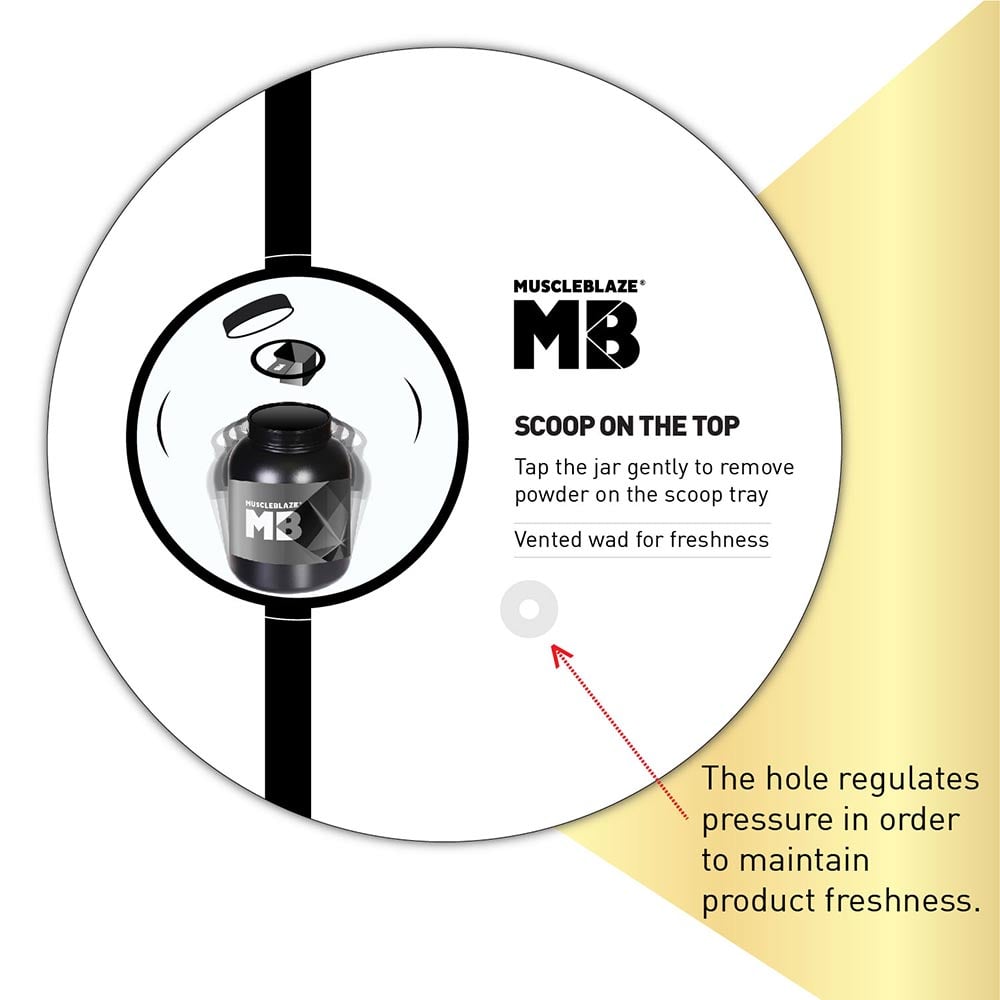 MUSCLEBLAZE®
MB
SCOOP ON THE TOP
Tap the jar gently to remove
powder on the scoop tray
Vented wad for freshness
MUSCLEBLAZE
MB
The hole regulates
pressure in order
to maintain
product freshness.